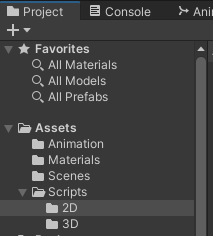 Project
Console
Ani
Favorites
All Materials
All Models
All Prefabs
Assets
Animation
Materials
Scenes
Scripts
2D
3D